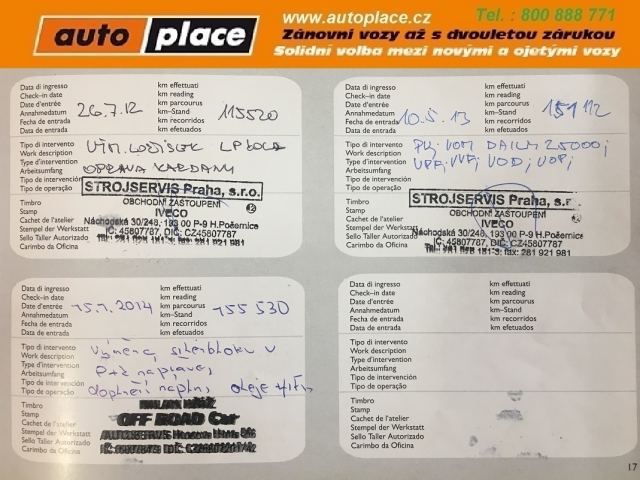 auto place
www.autoplace.cz
Tel. : 800 888 771
Zánovní vozy až s dvouletou zárukou
Solidní volba mezi novými a ojetými vozy
Data di ingresso
Check-in date
Date d'entrée
Annahmedatum
Fecha de entrada
Data de entrada
26.7.12
km effettuati
km reading
km parcourus
km-Stand
km recorridos
km efetuados
115520
Tipo di intervento
Work description
Type d'intervention
Arbeitsumfang
Tipo de intervención
Tipo de operação
VÝM. LOŽISEK
OPRAVA KARDANU
Timbro
Stamp
Cachet de l'atelier
Stempel der Werkstatt
Sello Taller Autorizado
Carimbo da Oficina
STROJSERVIS Praha, s.r.o.
OBCHODNÍ ZASTOUPENÍ
IVECO
Náchodská 30/248, 193 00 P-9 H.Počernice
IČ: 45807787, DIČ: CZ45807787
Data di ingresso
Check-in date
Date d'entrée
Annahmedatum
Fecha de entrada
Data de entrada
10.5.13
km effettuati
km reading
km parcourus
km-Stand
km recorridos
km efetuados
151112
Tipo di intervento
Work description
Type d'intervention
Arbeitsumfang
Tipo de intervención
Tipo de operação
DAILY 25000;
Timbro
Stamp
Cachet de l'atelier
Stempel der Werkstatt
Sello Taller Autorizado
Carimbo da Oficina
STROJSERVIS Praha, s.r
OBCHODNÍ ZASTOUPENÍ
IVECO
Náchodská 30/248, 193 00 P-9 H.Počernice
IČ: 45807787, DIČ: CZ45807787
fax: 281 921 981
Data di ingresso
Check-in date
Date d'entrée
Annahmedatum
Fecha de entrada
Data de entrada
15.7.2014
km effettuati
km reading
km parcourus
km-Stand
km recorridos
km efetuados
155 530
Tipo di intervento
Work description
Type d'intervention
Arbeitsumfang
Tipo de intervención
Tipo de operação
Výměna silenbloku v
P+Z nápravě,
doplnění náplní, oleje
Timbro
Stamp
Cachet de l'atelier
Stempel der Werkstatt
Sello Taller Autorizado
Carimbo da Oficina
OFF ROAD Car
AUTOSERVIS
Data di ingresso
Check-in date
Date d'entrée
Annahmedatum
Fecha de entrada
Data de entrada
km effettuati
km reading
km parcourus
km-Stand
km recorridos
km efetuados
Tipo di intervento
Work description
Type d'intervention
Arbeitsumfang
Tipo de intervención
Tipo de operação
Timbro
Stamp
Cachet de l'atelier
Stempel der Werkstatt
Sello Taller Autorizado
Carimbo da Oficina
17